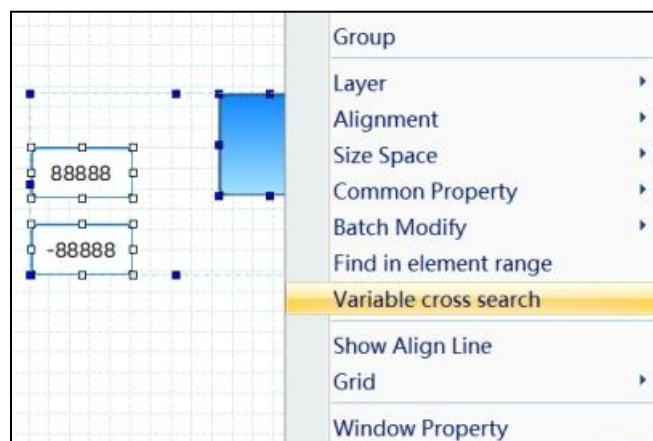 88888
-88888
Group
Layer
Alignment
Size Space
Common Property
Batch Modify
Find in element range
Variable cross search
Show Align Line
Grid
Window Property